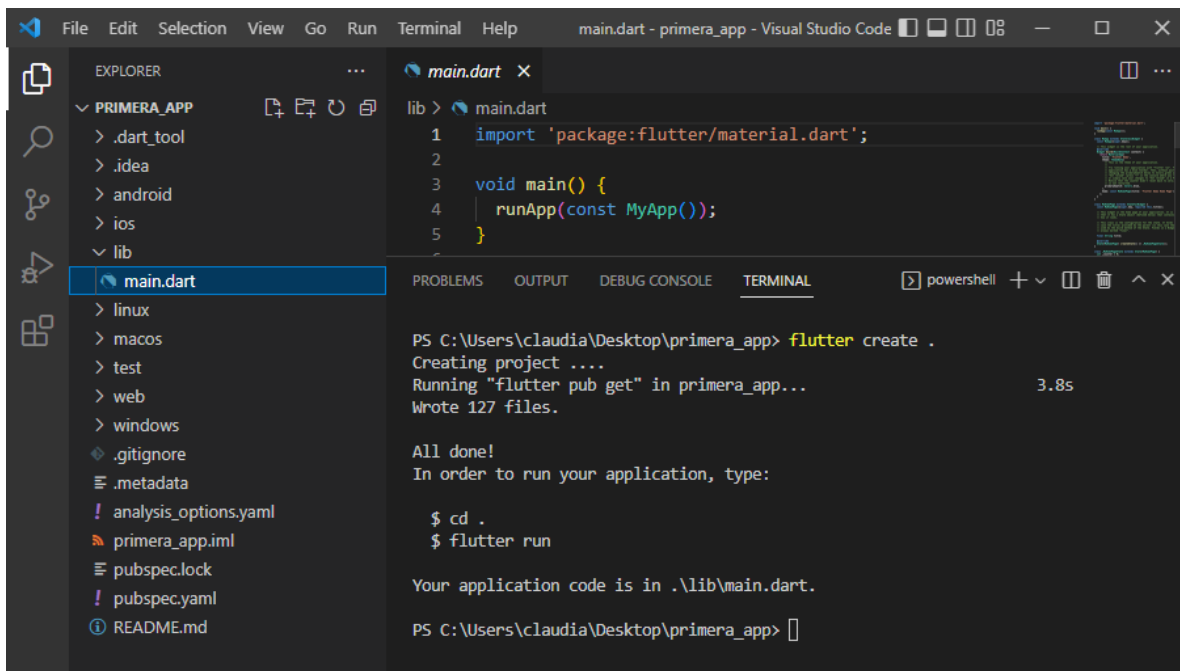 File Edit Selection View Go Run Terminal Help main.dart - primera_app - Visual Studio Code
EXPLORER
PRIMERA_APP
.dart_tool
.idea
android
ios
lib
main.dart
linux
macos
test
web
windows
.gitignore
.metadata
analysis_options.yaml
primera_app.iml
pubspec.lock
pubspec.yaml
README.md
main.dart
lib > main.dart
1 import 'package:flutter/material.dart';
2
3 void main() {
4 runApp(const MyApp());
5 }
PROBLEMS OUTPUT DEBUG CONSOLE TERMINAL powershell
PS C:\Users\claudia\Desktop\primera_app> flutter create .
Creating project ....
Running "flutter pub get" in primera_app... 3.8s
Wrote 127 files.
All done!
In order to run your application, type:
$ cd .
$ flutter run
Your application code is in .\lib\main.dart.
PS C:\Users\claudia\Desktop\primera_app>